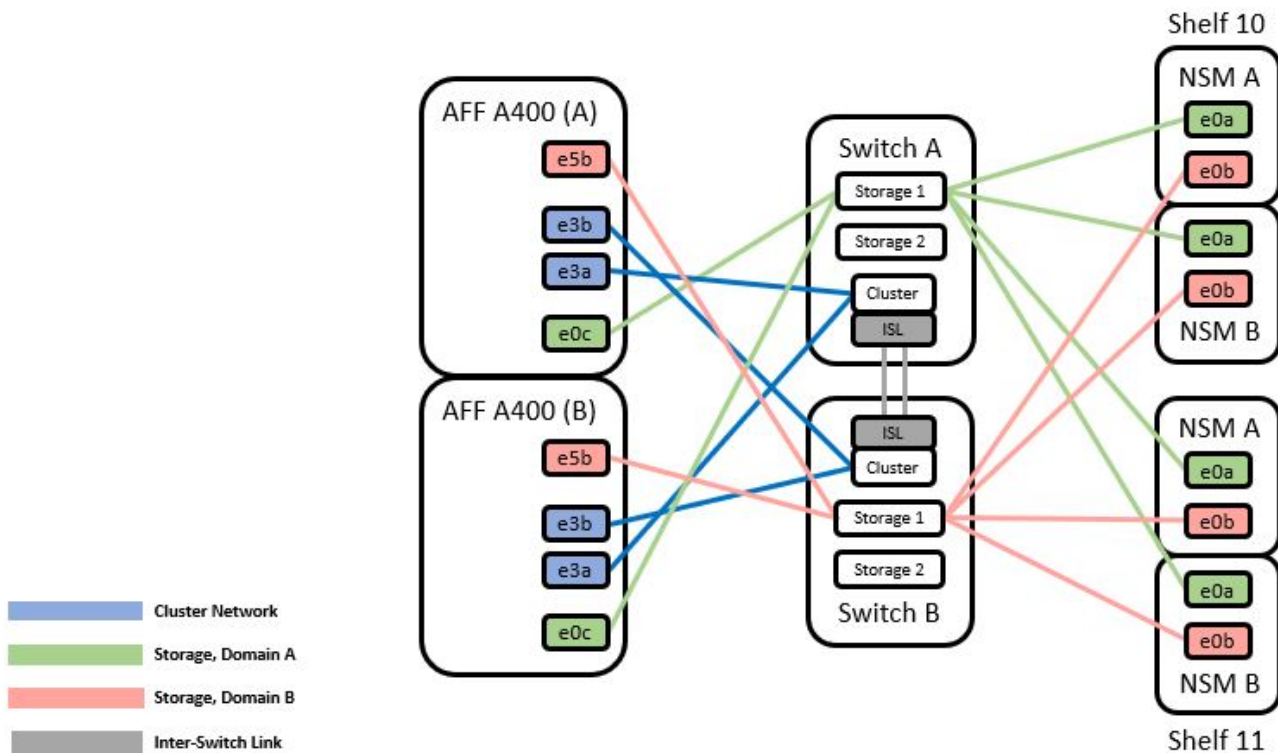 Shelf 10
AFF A400 (A)
e5b
e3b
e3a
e0c
AFF A400 (B)
e5b
e3b
e3a
e0c
Switch A
Storage 1
Storage 2
Cluster
ISL
ISL
Cluster
Storage 1
Storage 2
Switch B
NSM A
e0a
e0b
e0a
e0b
NSM B
NSM A
e0a
e0b
e0a
e0b
NSM B
Shelf 11
Cluster Network
Storage, Domain A
Storage, Domain B
Inter-Switch Link